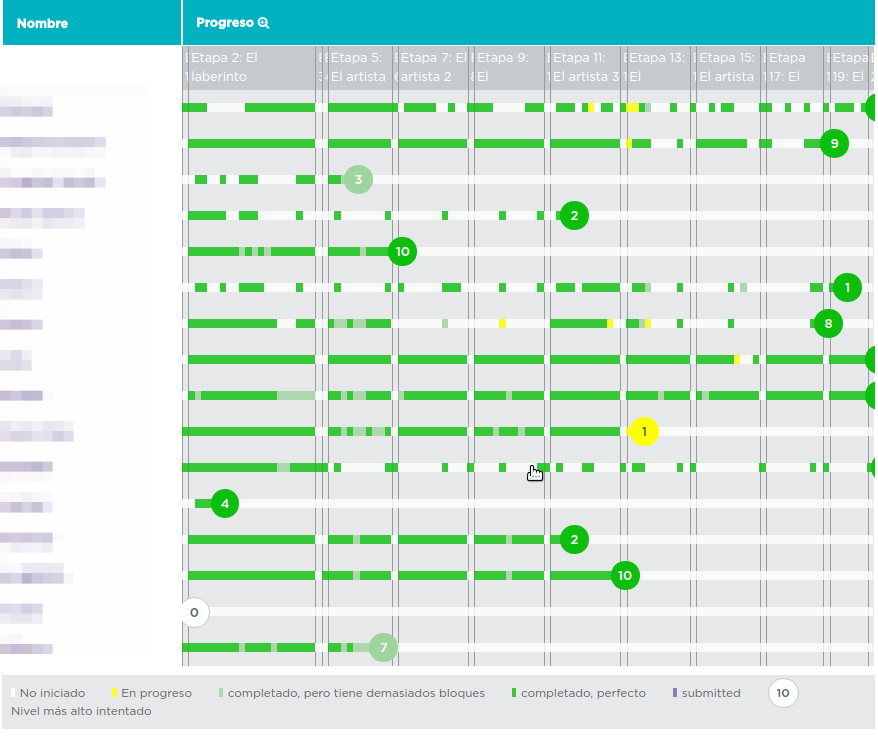 Nombre
Progreso
Etapa 2: El laberinto
Etapa 5: El artista
Etapa 7: El artista 2
Etapa 9: El
Etapa 11: El artista 3
Etapa 13: El
Etapa 15: El artista
Etapa 17: El
Etapa 19: El
9
3
2
10
1
8
1
4
2
10
0
7
No iniciado
En progreso
completado, pero tiene demasiados bloques
completado, perfecto
submitted
10
Nivel más alto intentado